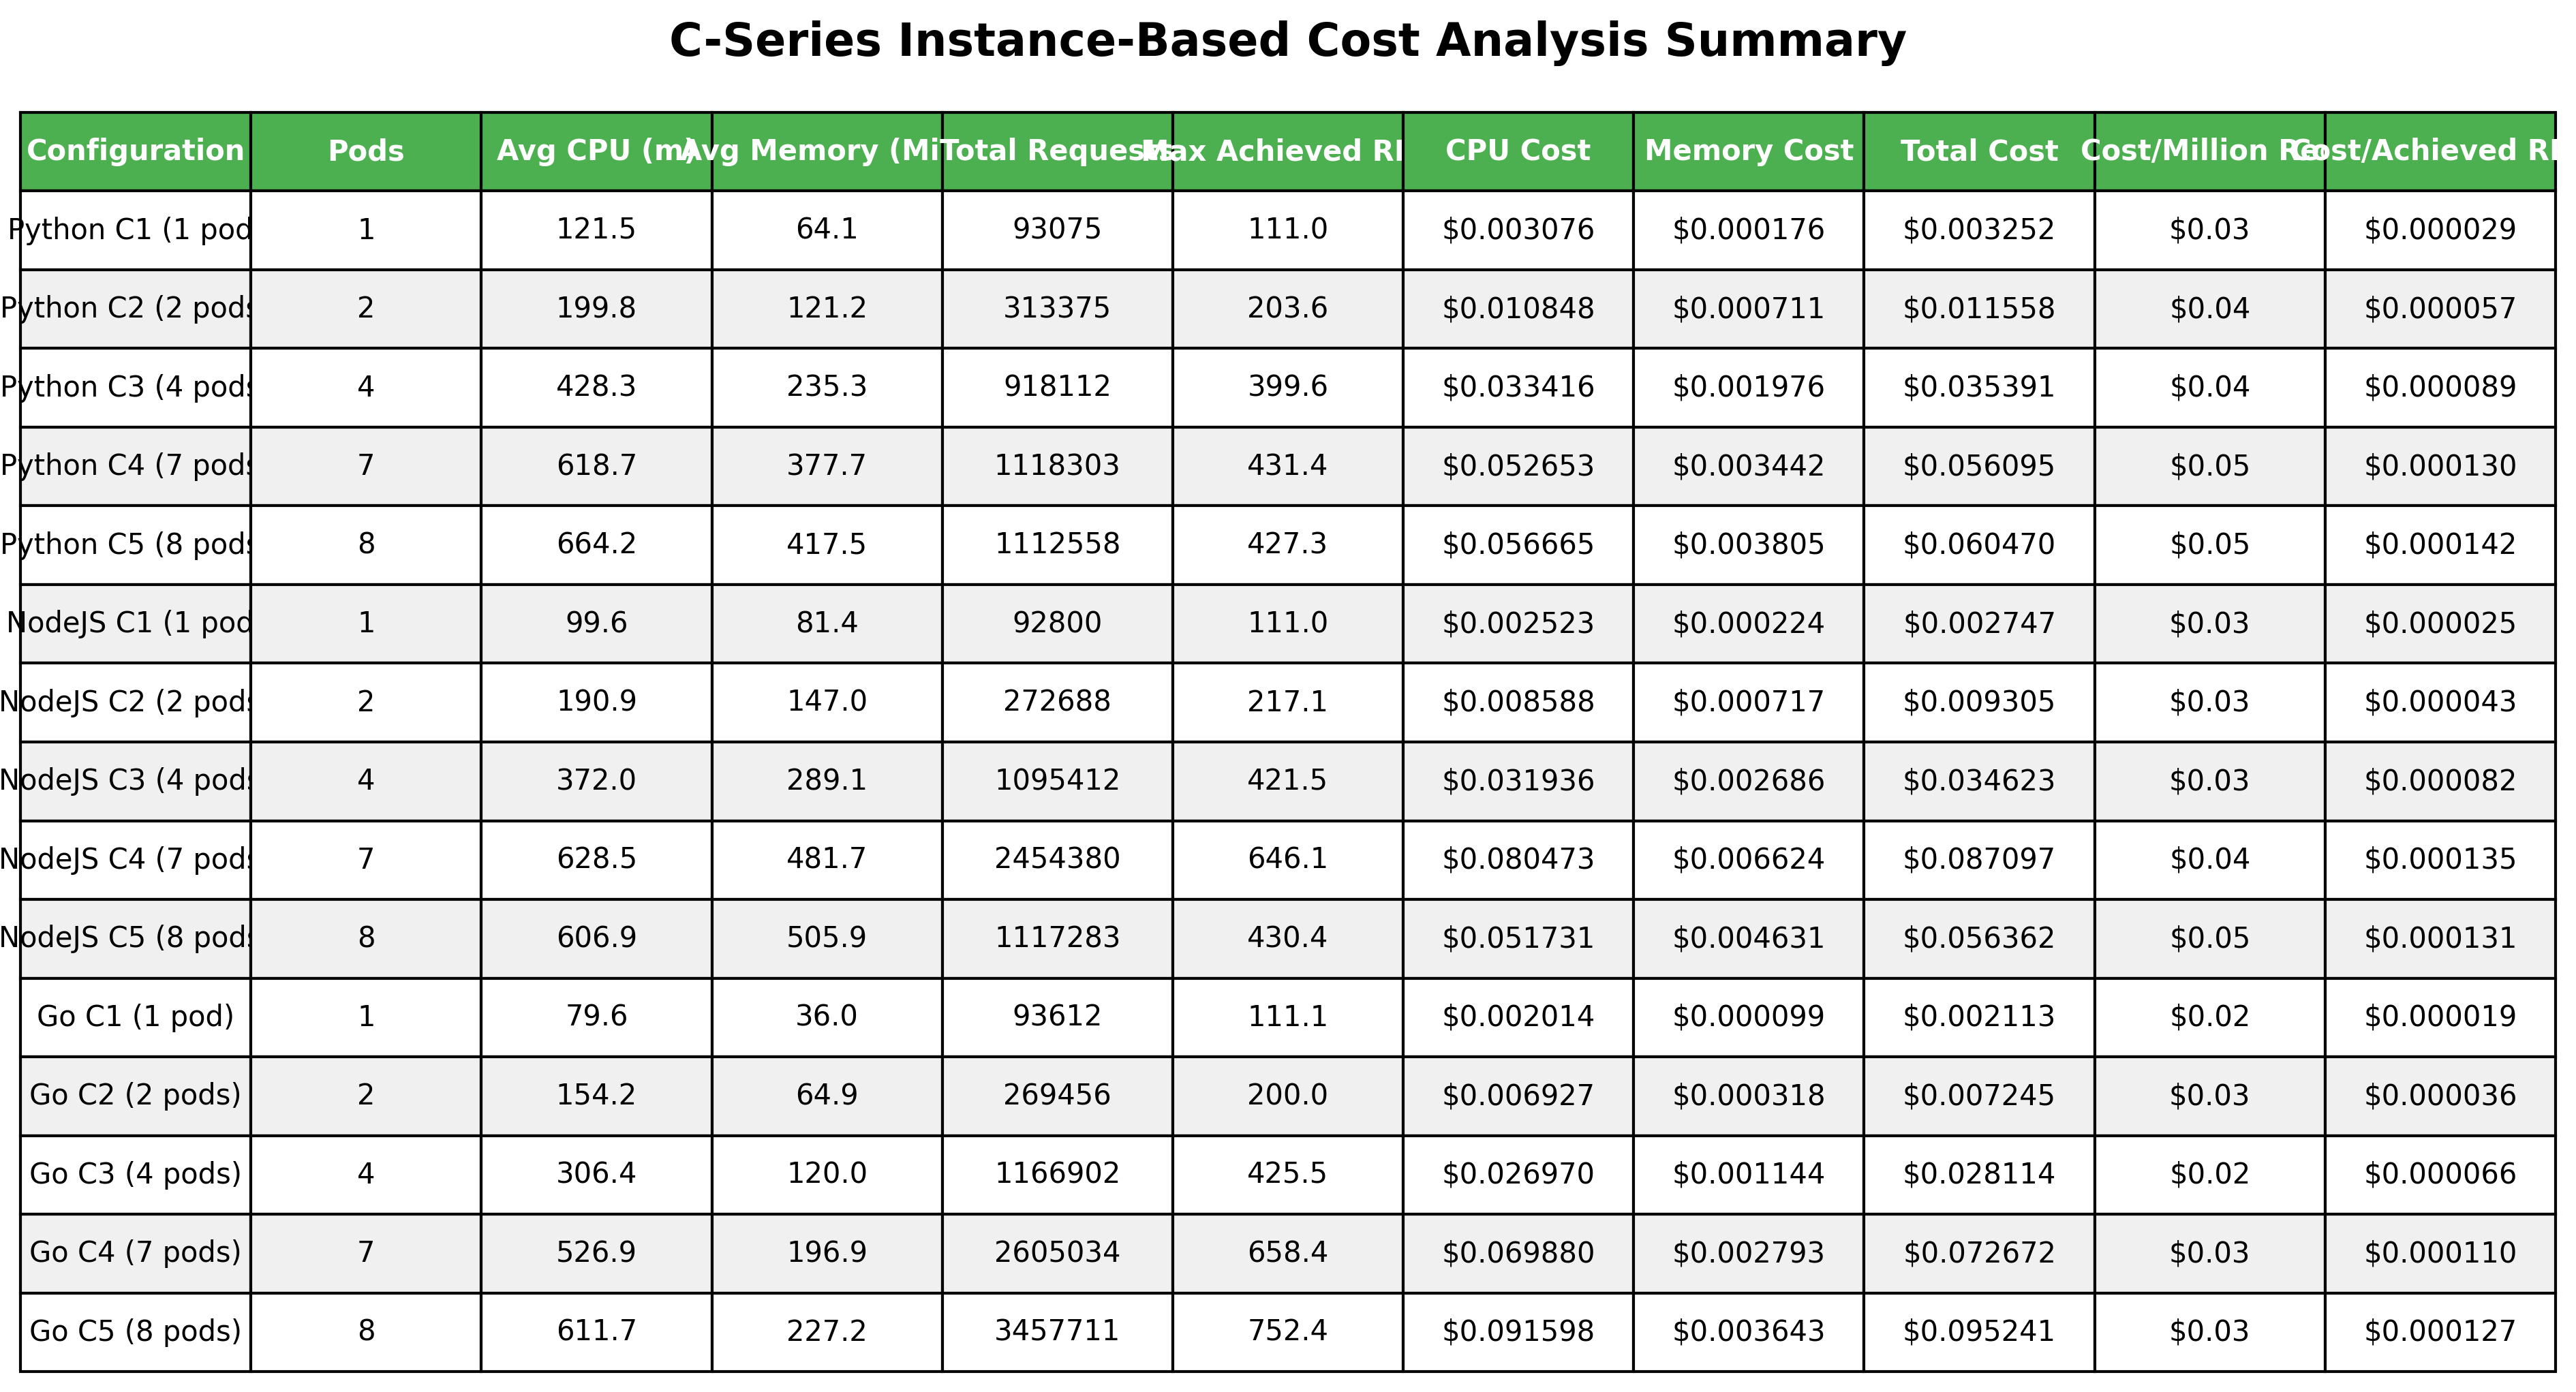 C-Series Instance-Based Cost Analysis Summary
Configuration Pods Avg CPU (m) Avg Memory (Mi Total Requests Max Achieved CPU Cost Memory Cost Total Cost Cost/Million Cost/Achieved
Python C1 (1 pod 1 121.5 64.1 93075 111.0 $0.003076 $0.000176 $0.003252 $0.03 $0.000029
Python C2 (2 pods 2 199.8 121.2 313375 203.6 $0.010848 $0.000711 $0.011558 $0.04 $0.000057
Python C3 (4 pods 4 428.3 235.3 918112 399.6 $0.033416 $0.001976 $0.035391 $0.04 $0.000089
Python C4 (7 pods 7 618.7 377.7 1118303 431.4 $0.052653 $0.003442 $0.056095 $0.05 $0.000130
Python C5 (8 pods 8 664.2 417.5 1112558 427.3 $0.056665 $0.003805 $0.060470 $0.05 $0.000142
NodeJS C1 (1 pod 1 99.6 81.4 92800 111.0 $0.002523 $0.000224 $0.002747 $0.03 $0.000025
NodeJS C2 (2 pods 2 190.9 147.0 272688 217.1 $0.008588 $0.000717 $0.009305 $0.03 $0.000043
NodeJS C3 (4 pods 4 372.0 289.1 1095412 421.5 $0.031936 $0.002686 $0.034623 $0.03 $0.000082
NodeJS C4 (7 pods 7 628.5 481.7 2454380 646.1 $0.080473 $0.006624 $0.087097 $0.04 $0.000135
NodeJS C5 (8 pods 8 606.9 505.9 1117283 430.4 $0.051731 $0.004631 $0.056362 $0.05 $0.000131
Go C1 (1 pod) 1 79.6 36.0 93612 111.1 $0.002014 $0.000099 $0.002113 $0.02 $0.000019
Go C2 (2 pods) 2 154.2 64.9 269456 200.0 $0.006927 $0.000318 $0.007245 $0.03 $0.000036
Go C3 (4 pods) 4 306.4 120.0 1166902 425.5 $0.026970 $0.001144 $0.028114 $0.02 $0.000066
Go C4 (7 pods) 7 526.9 196.9 2605034 658.4 $0.069880 $0.002793 $0.072672 $0.03 $0.000110
Go C5 (8 pods) 8 611.7 227.2 3457711 752.4 $0.091598 $0.003643 $0.095241 $0.03 $0.000127